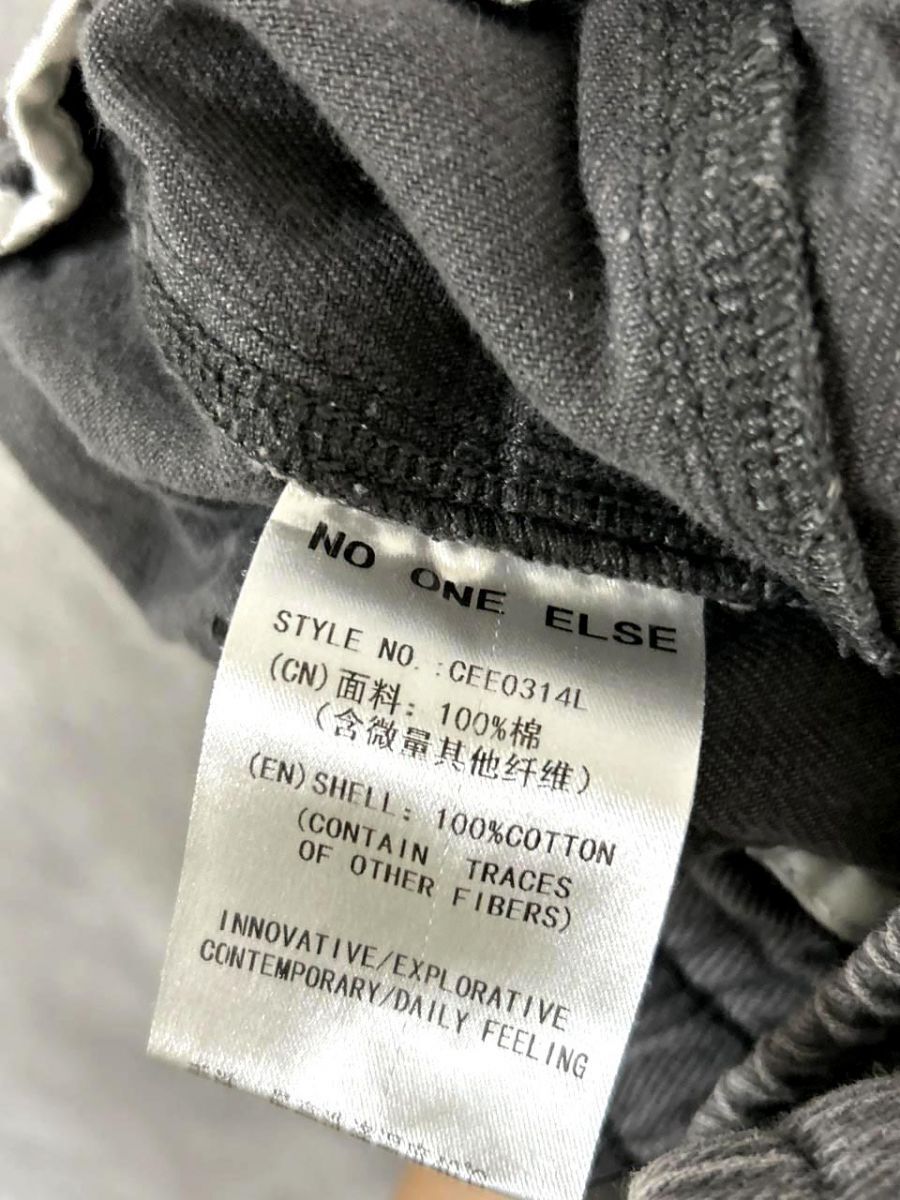 NO ONE ELSE
STYLE NO.:CEE0314L
(CN)面料: 100%棉
(含微量其他纤维)
(EN)SHELL: 100%COTTON
(CONTAIN TRACES
OF OTHER FIBERS)
INNOVATIVE/EXPLORATIVE
CONTEMPORARY/DAILY FEELING